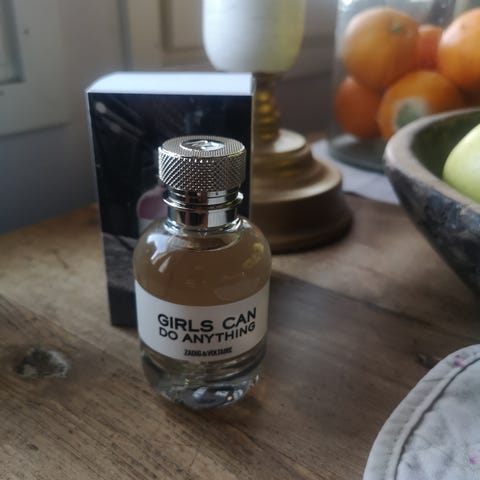 GIRLS CAN
DO ANYTHING
ZADIG&VOLTAIRE